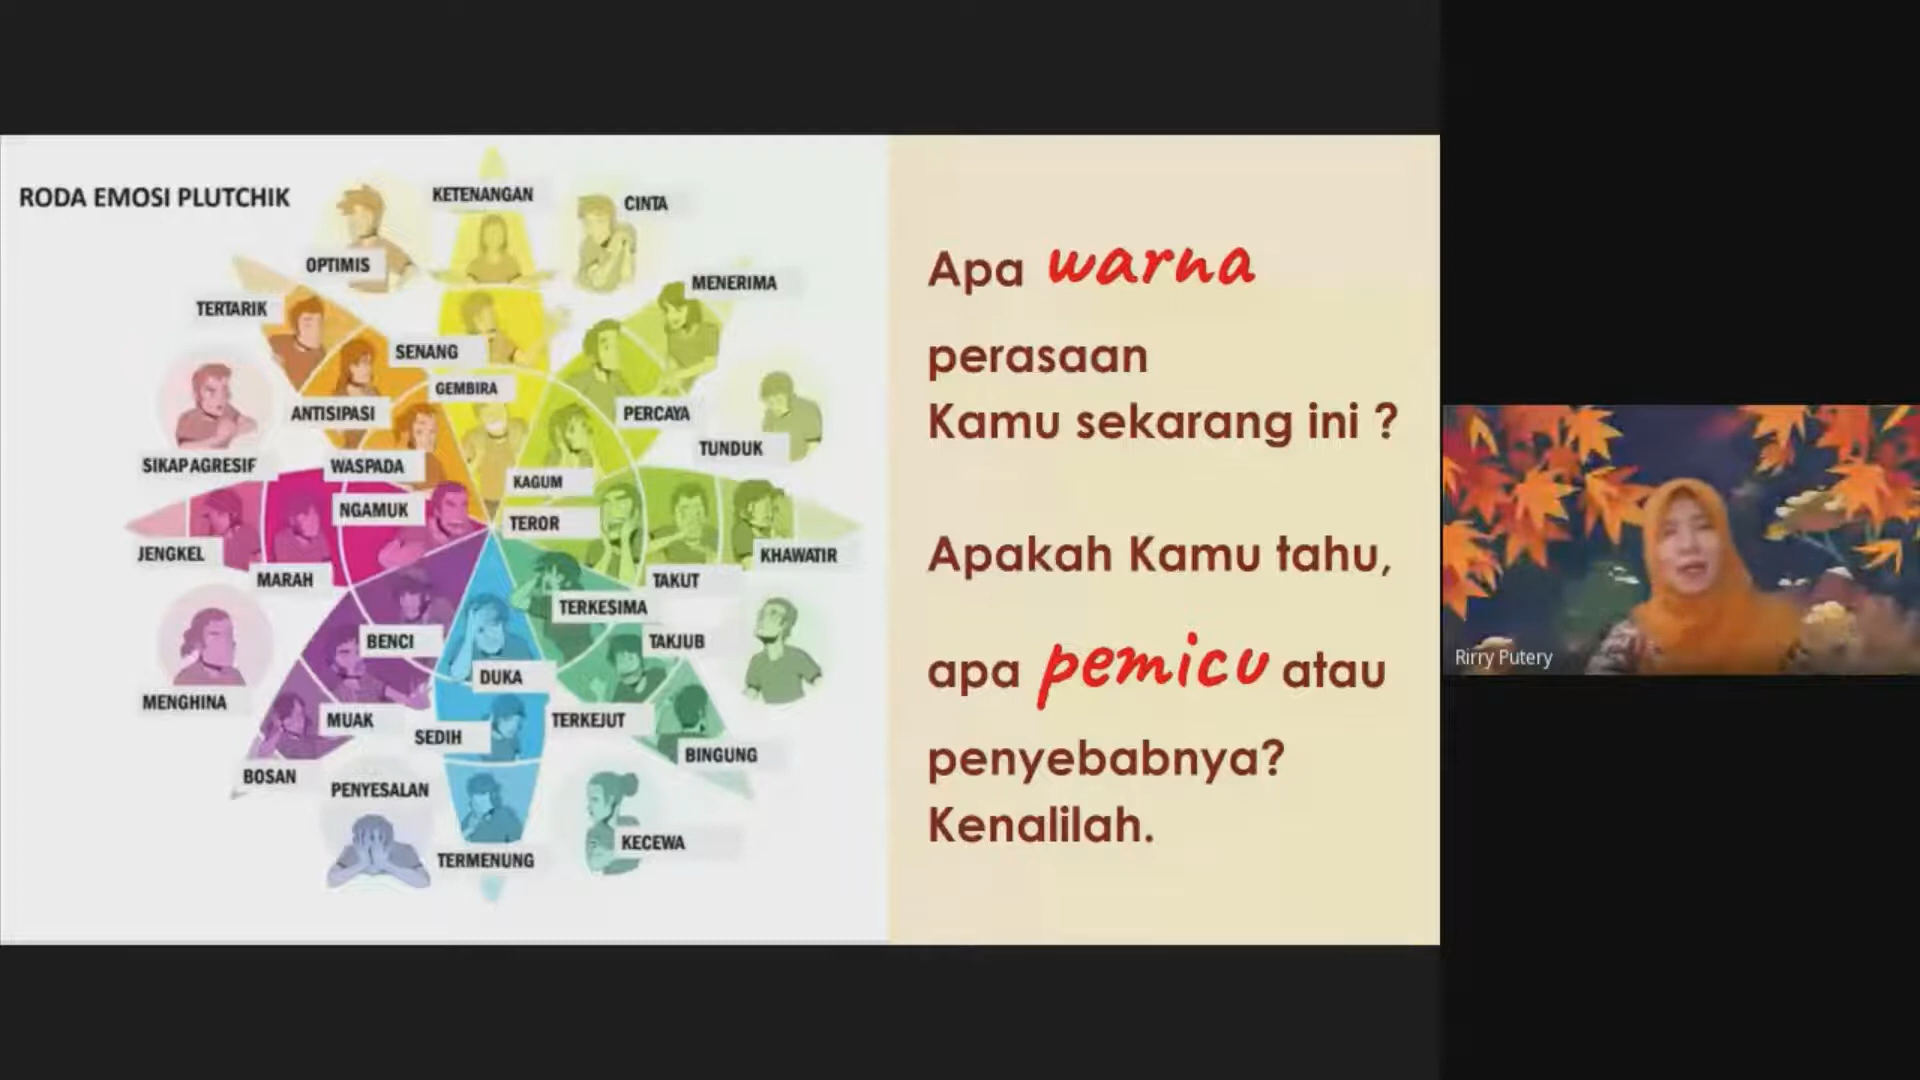 RODA EMOSI PLUTCHIK
KETENANGAN
CINTA
OPTIMIS
MENERIMA
TERTARIK
SENANG
GEMBIRA
ANTISIPASI
PERCAYA
TUNDUK
SIKAP AGRESIF
WASPADA
KAGUM
NGAMUK
TEROR
JENGKEL
KHAWATIR
MARAH
TAKUT
TERKESIMA
BENCI
TAKJUB
DUKA
MENGHINA
MUAK
SEDIH
TERKEJUT
BINGUNG
BOSAN
PENYESALAN
KECEWA
TERMENUNG
Apa warna
perasaan
Kamu sekarang ini ?
Apakah Kamu tahu,
apa pemicu atau
penyebabnya?
Kenalilah.
Rirry Putery